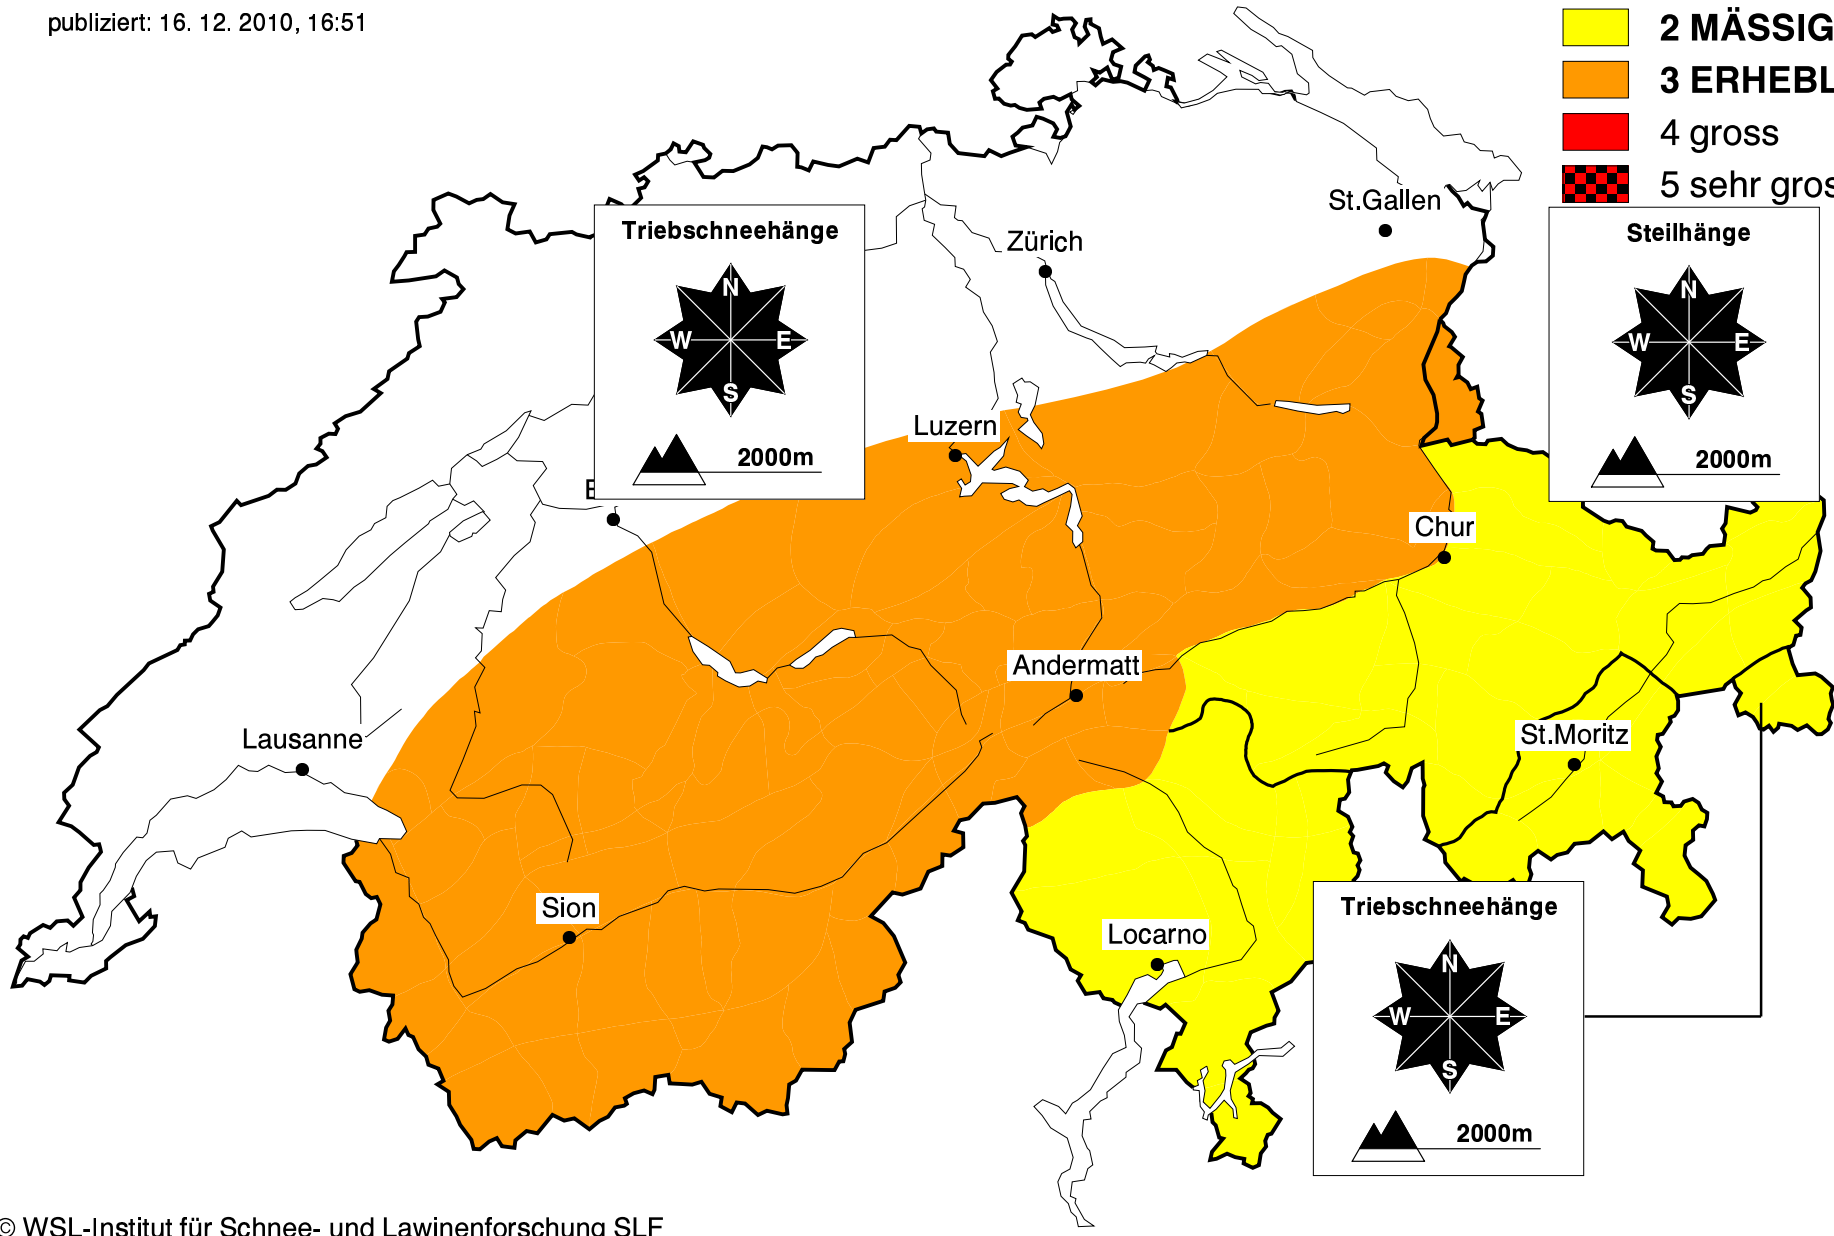 publiziert: 16. 12. 2010, 16:51
2 MÄSSIG
3 ERHEBL
4 gross
5 sehr gros
St.Gallen
Zürich
Triebschneehänge
N
W E
S
2000m
Steilhänge
N
W E
S
2000m
Luzern
Chur
Andermatt
St.Moritz
Lausanne
Sion
Locarno
Triebschneehänge
N
W E
S
2000m
© WSL-Institut für Schnee- und Lawinenforschung SLF